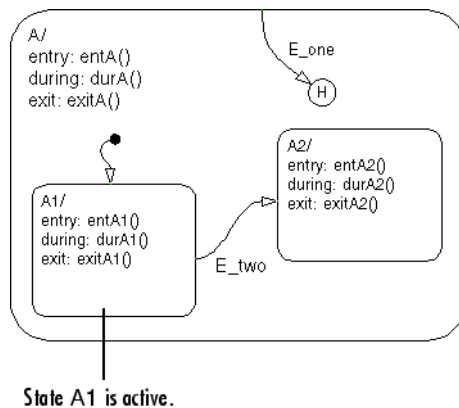 A/
entry: entA()
during: durA()
exit: exitA()
E_one
H
A2/
entry: entA2()
during: durA2()
exit: exitA2()
A1/
entry: entA1()
during: durA1()
exit: exitA1()
E_two
State A1 is active.